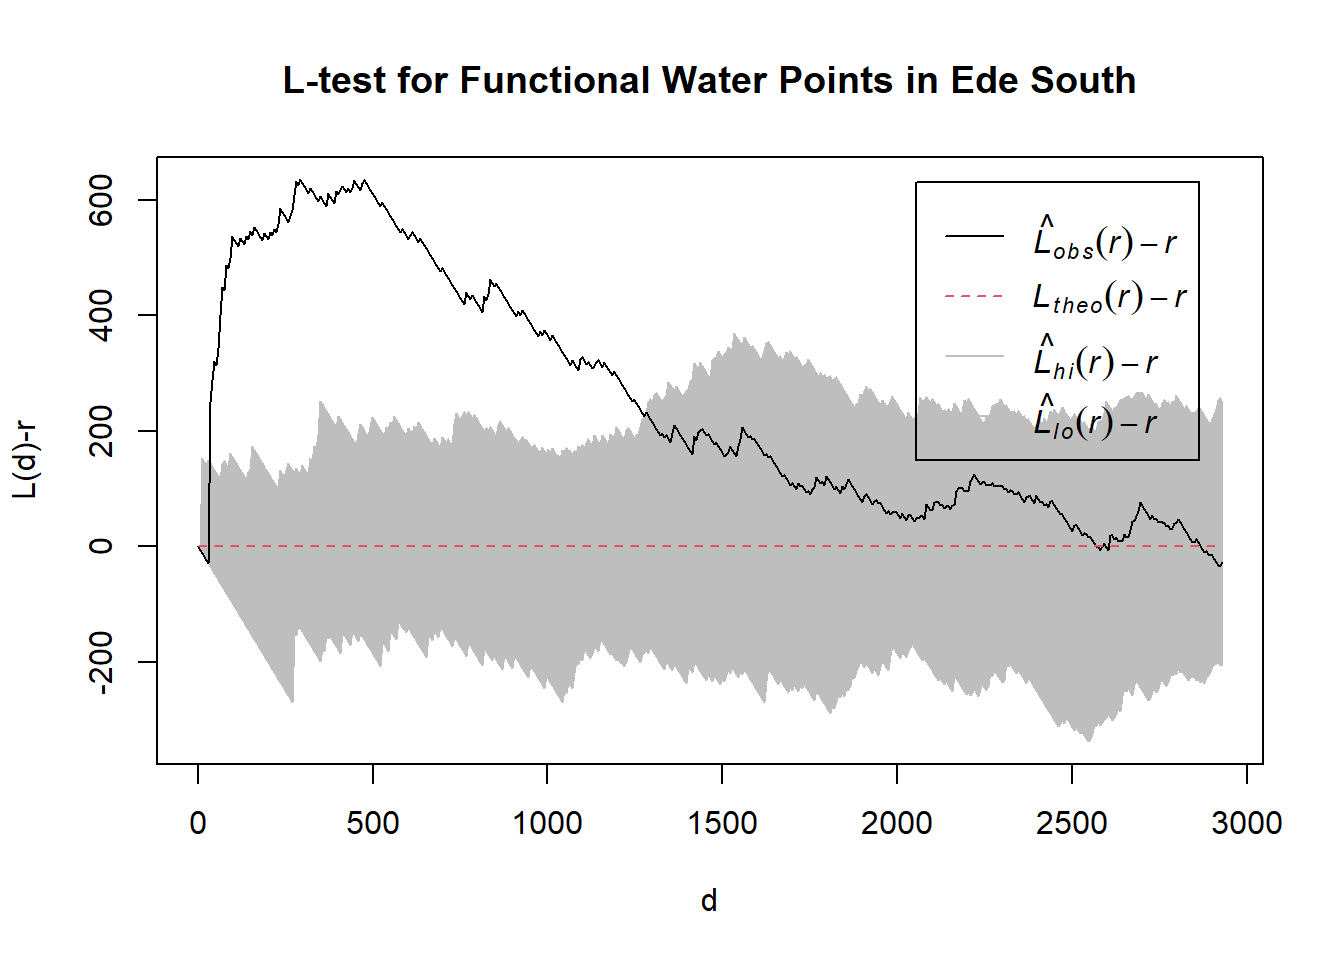 L-test for Functional Water Points in Ede South
L(d)-r
600
400
200
0
-200
L̂obs(r) – r
Ltheo(r) – r
L̂hi(r) – r
L̂lo(r) – r
0 500 1000 1500 2000 2500 3000
d